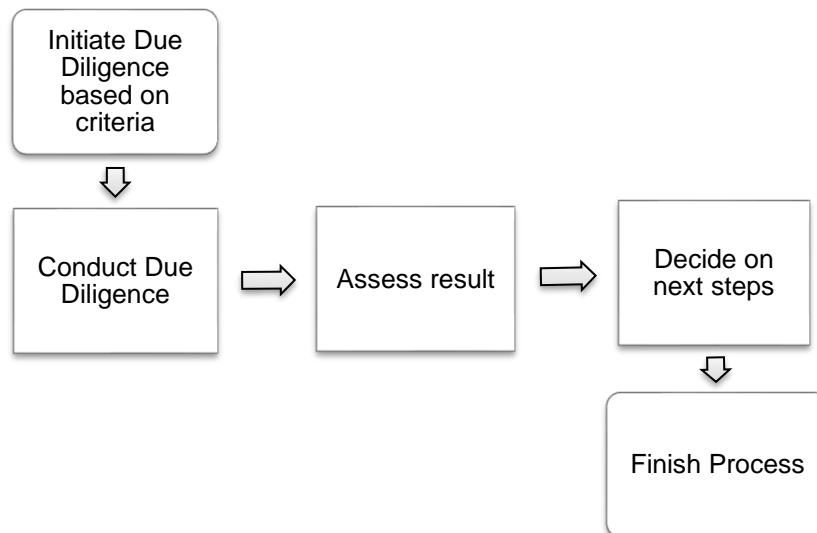 Initiate Due
Diligence
based on
criteria
Conduct Due
Diligence
Assess result
Decide on
next steps
Finish Process